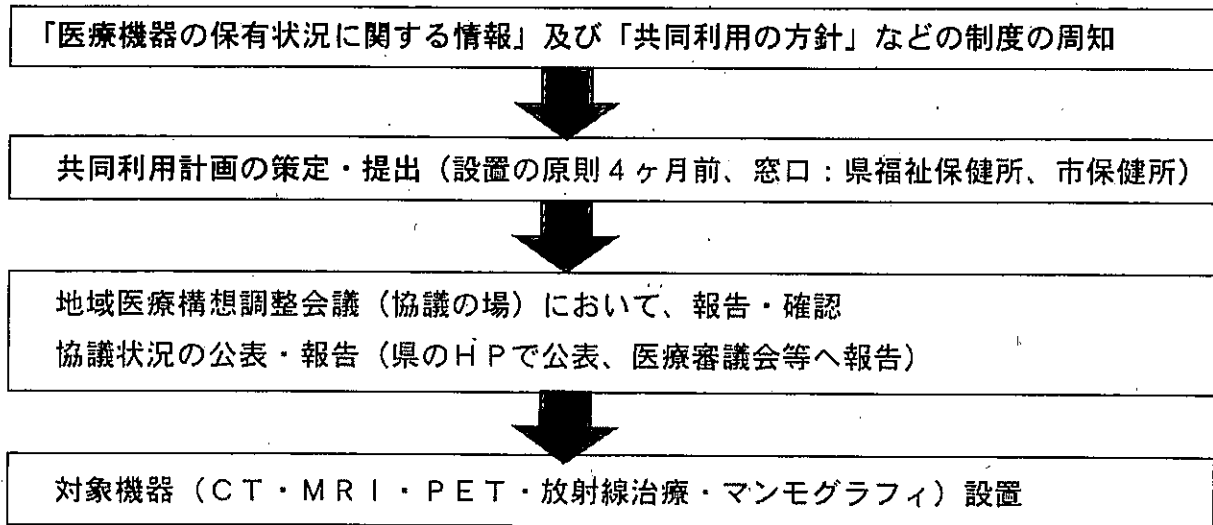 「医療機器の保有状況に関する情報」及び「共同利用の方針」などの制度の周知
共同利用計画の策定・提出（設置の原則４ヶ月前、窓口：県福祉保健所、市保健所）
地域医療構想調整会議（協議の場）において、報告・確認
協議状況の公表・報告（県のＨＰで公表、医療審議会等へ報告）
対象機器（ＣＴ・ＭＲＩ・ＰＥＴ・放射線治療・マンモグラフィ）設置